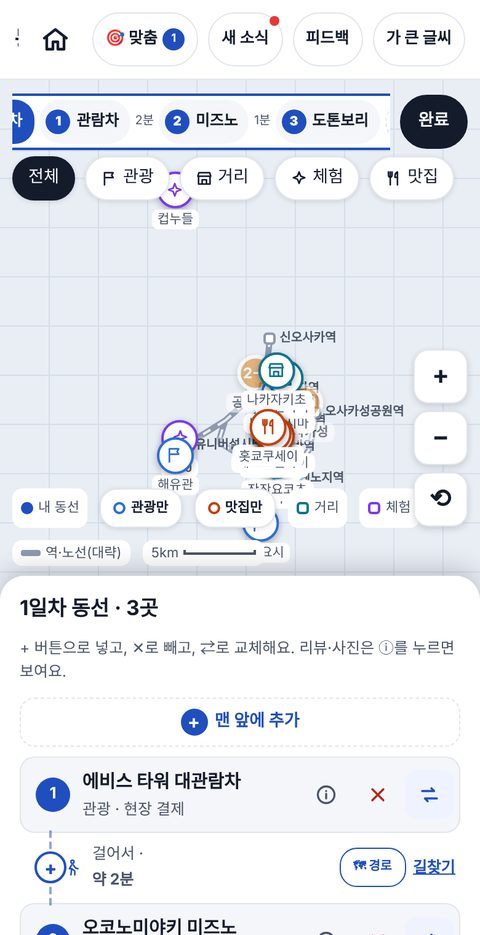 🎯 맞춤 1
새 소식
피드백
가 큰 글씨
차
1 관람차 2분 2 미즈노 1분 3 도톤보리
완료
전체
관광
거리
체험
맛집
컵누들
신오사카역
2
나카자키초
오사카성공원역
홋쿄쿠세이
해유관
내 동선
관광만
맛집만
거리
체험
역·노선(대략)
5km
+
−
⟲
1일차 동선 · 3곳
+ 버튼으로 넣고, ✕로 빼고, ⇄로 교체해요. 리뷰·사진은 ⓘ를 누르면
보여요.
+ 맨 앞에 추가
1 에비스 타워 대관람차
관광 · 현장 결제
걸어서 ·
약 2분
경로 길찾기
오코노미야키 미즈노